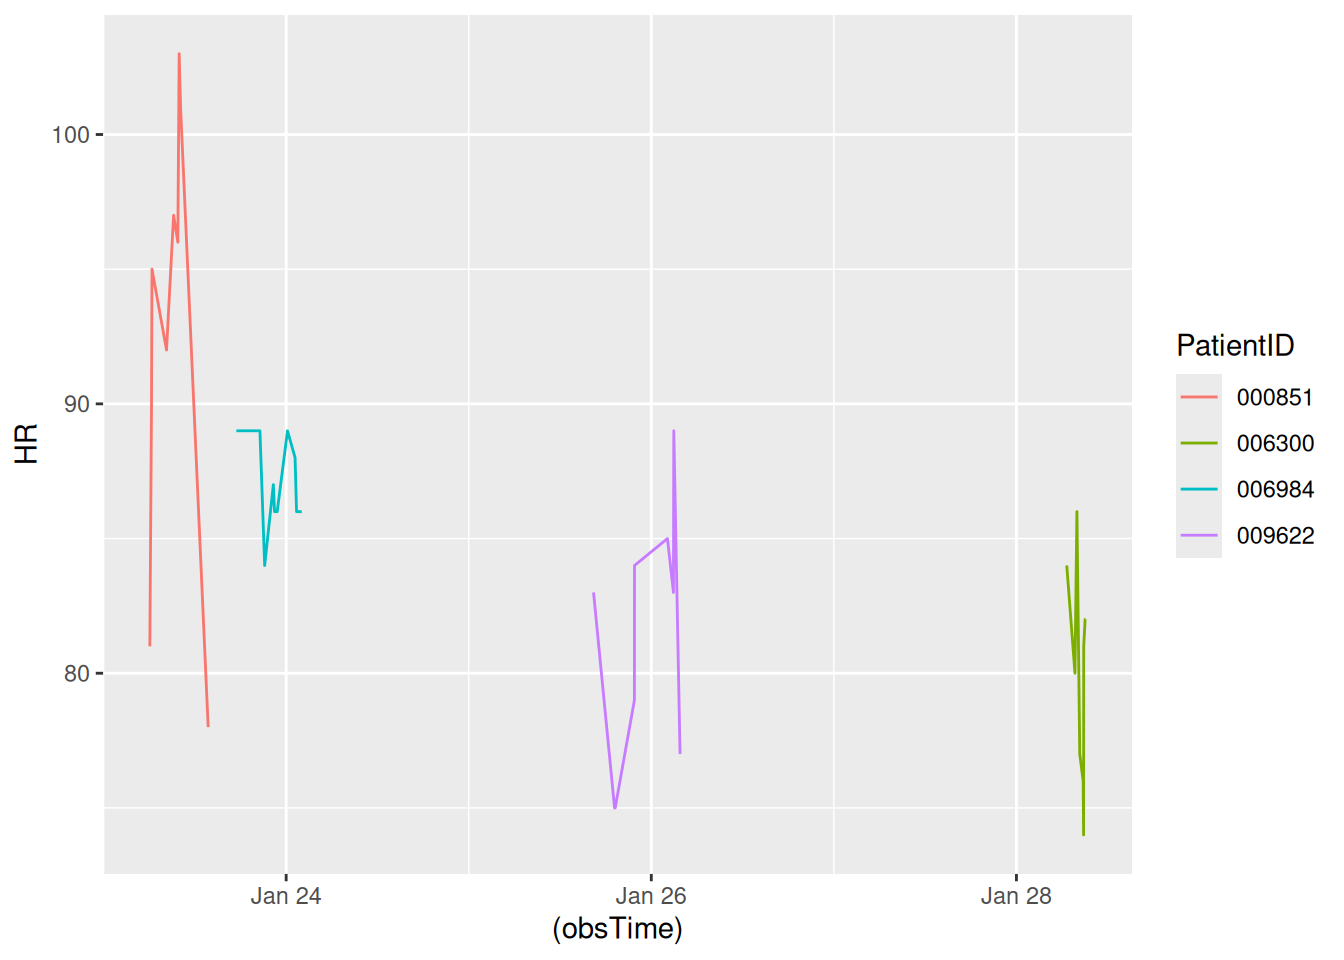 HR
100
90
80
Jan 24
Jan 26
Jan 28
(obsTime)
PatientID
000851
006300
006984
009622